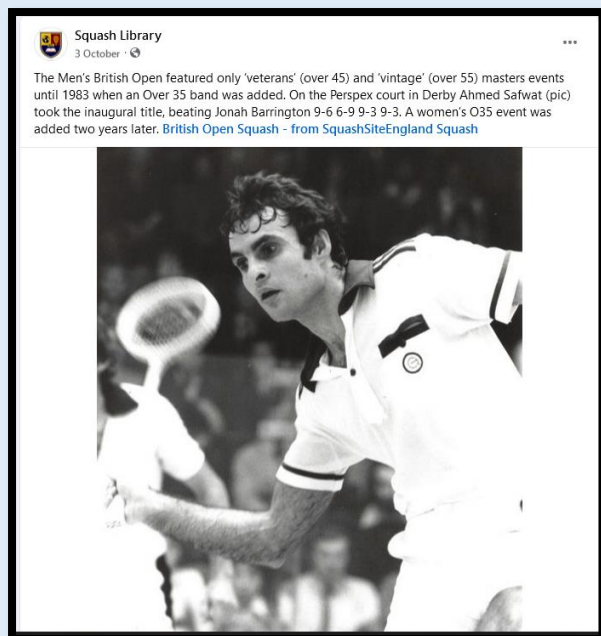 Squash Library
3 October ·
The Men's British Open featured only 'veterans' (over 45) and 'vintage' (over 55) masters events
until 1983 when an Over 35 band was added. On the Perspex court in Derby Ahmed Safwat (pic)
took the inaugural title, beating Jonah Barrington 9-6 6-9 9-3 9-3. A women's O35 event was
added two years later. British Open Squash - from SquashSiteEngland Squash